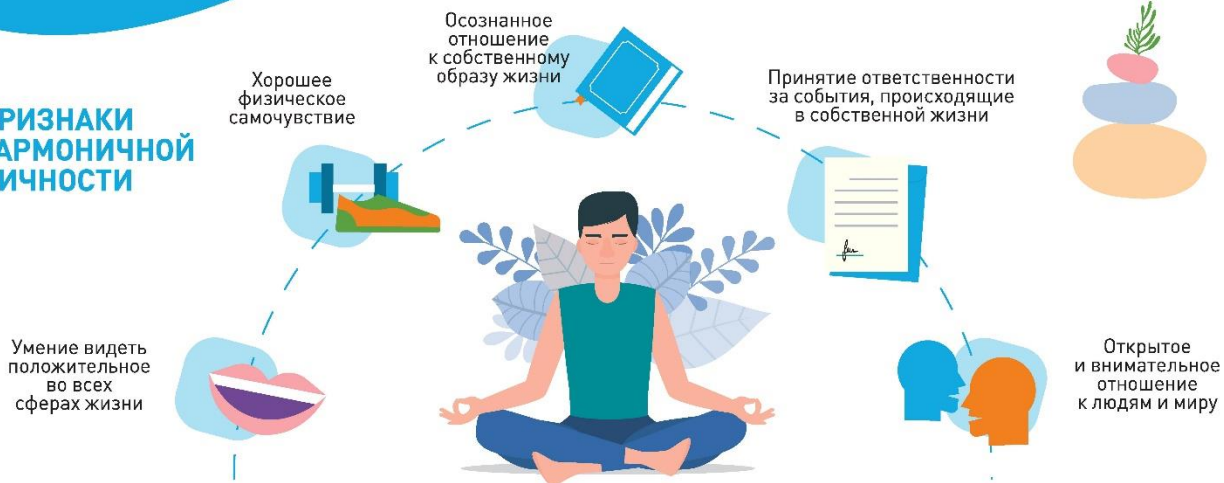 РИЗНАКИ
АРМОНИЧНОЙ
ИЧНОСТИ
Умение видеть
положительное
во всех
сферах жизни
Хорошее
физическое
самочувствие
Осознанное
отношение
к собственному
образу жизни
Принятие ответственности
за события, происходящие
в собственной жизни
Открытое
и внимательное
отношение
к людям и миру